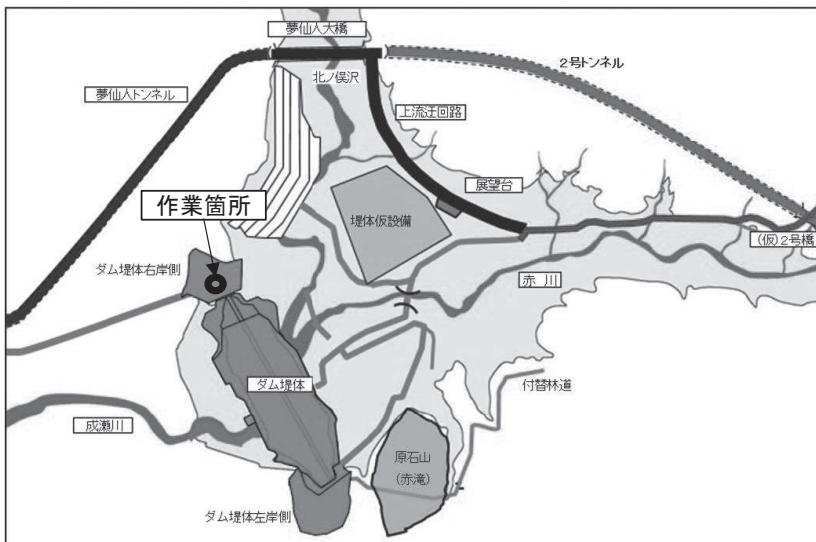 夢仙人大橋
2号トンネル
北ノ俣沢
夢仙人トンネル
上流迂回路
展望台
作業箇所
堤体仮設備
(仮)2号橋
ダム堤体右岸側
赤川
付替林道
ダム堤体
成瀬川
原石山
(赤滝)
ダム堤体左岸側